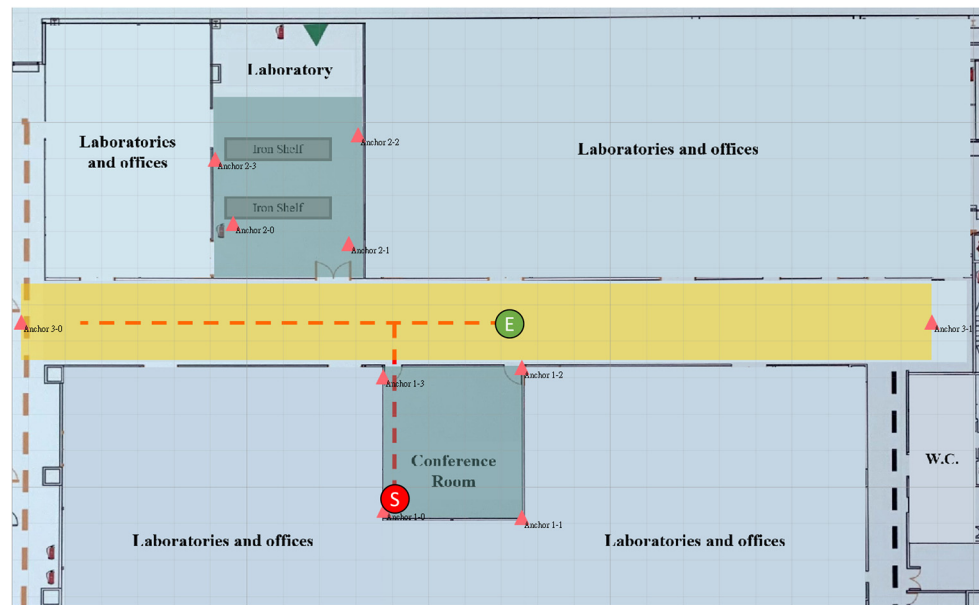 Laboratory
Laboratories
and offices
Iron Shelf
Anchor 2-2
Anchor 2-3
Laboratories and offices
Iron Shelf
Anchor 2-0
Anchor 2-1
Anchor 3-0
E
Anchor 3-1
Anchor 1-3
Anchor 1-2
Conference
Room
W.C.
S
Anchor 1-0
Anchor 1-1
Laboratories and offices
Laboratories and offices